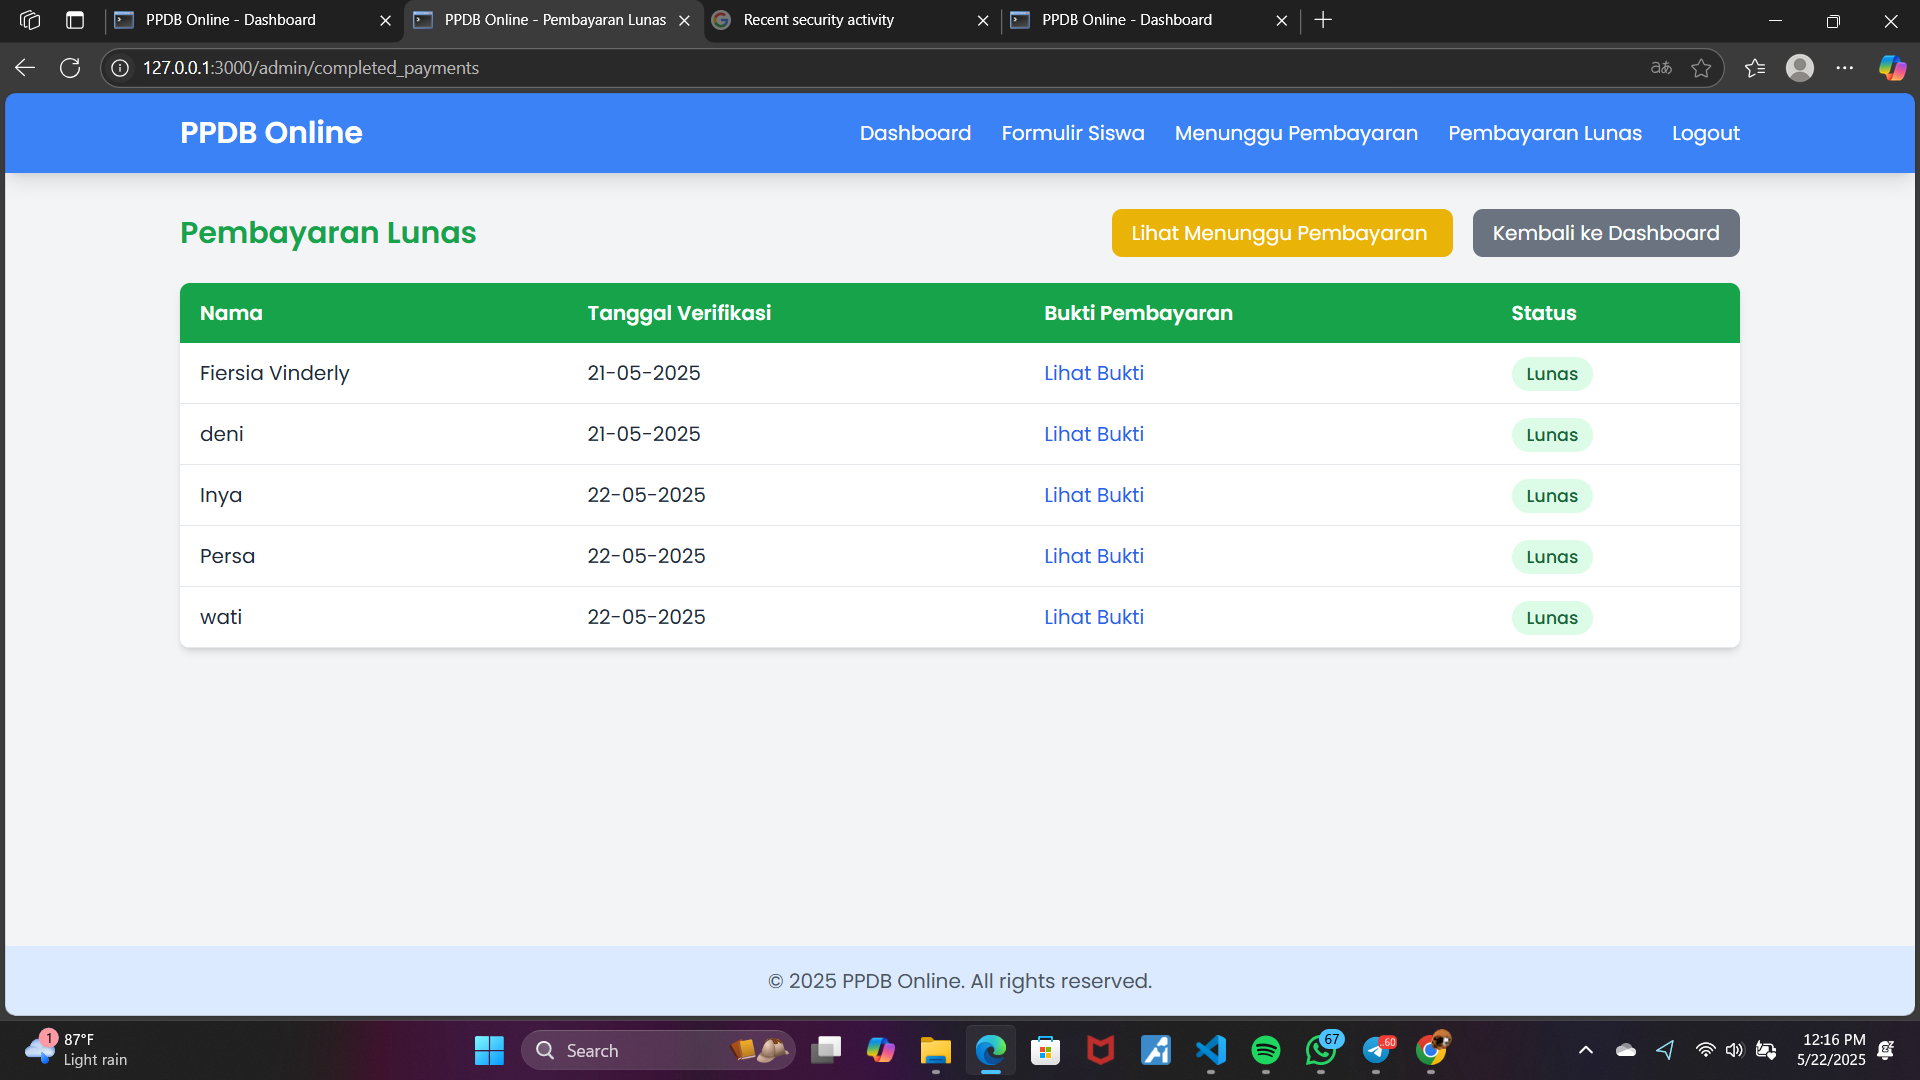 PPDB Online - Dashboard
PPDB Online - Pembayaran Lunas
Recent security activity
PPDB Online - Dashboard
127.0.0.1:3000/admin/completed_payments
aあ
PPDB Online
Dashboard
Formulir Siswa
Menunggu Pembayaran
Pembayaran Lunas
Logout
Pembayaran Lunas
Lihat Menunggu Pembayaran
Kembali ke Dashboard
Nama Tanggal Verifikasi Bukti Pembayaran Status
Fiersia Vinderly 21-05-2025 Lihat Bukti Lunas
deni 21-05-2025 Lihat Bukti Lunas
Inya 22-05-2025 Lihat Bukti Lunas
Persa 22-05-2025 Lihat Bukti Lunas
wati 22-05-2025 Lihat Bukti Lunas
© 2025 PPDB Online. All rights reserved.
1
87°F
Light rain
Search
67
..60
12:16 PM
5/22/2025